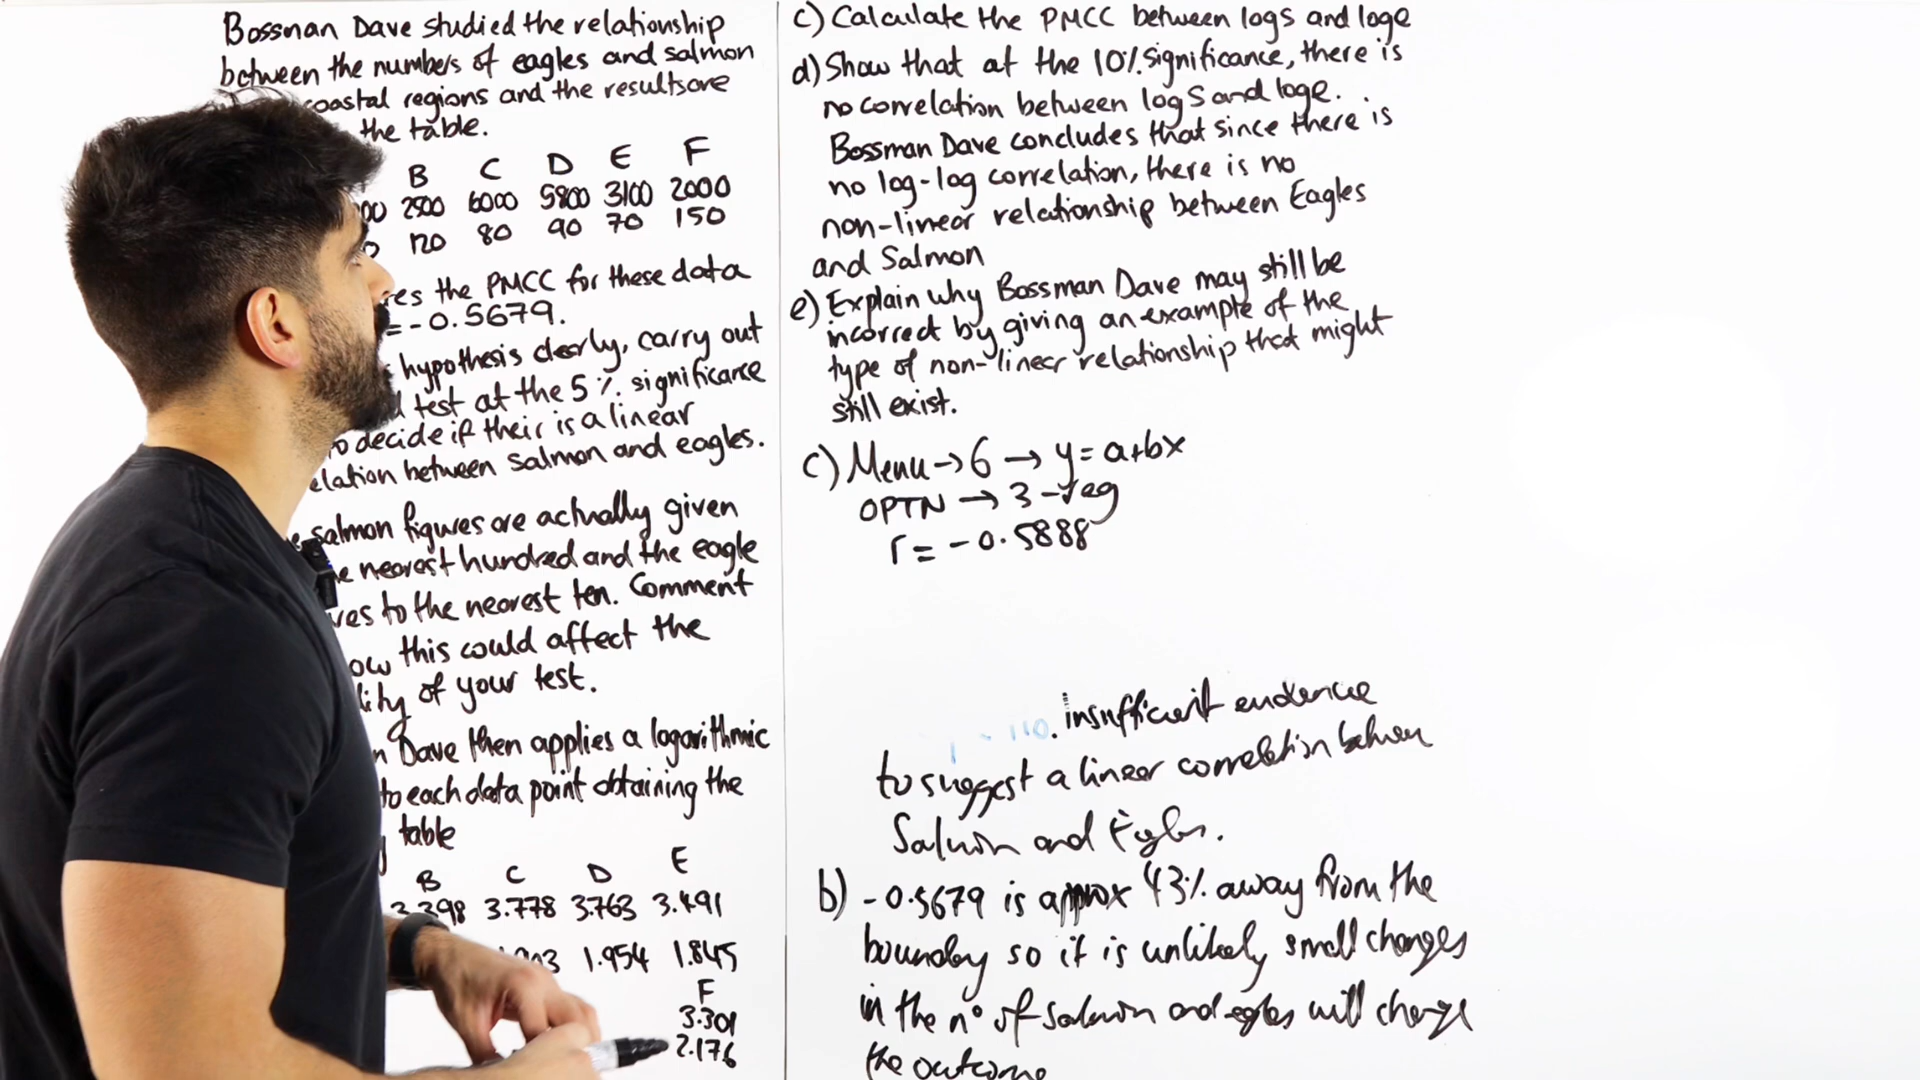 Bossman Dave studied the relationship
between the numbers of eagles and salmon
coastal regions and the results are
the table.
B C D E F
2500 6000 5800 3100 2000
120 80 90 70 150
the PMCC for these data
= -0.5679.
hypothesis clearly, carry out
test at the 5% significance
decide if their is a linear
between salmon and eagles.
salmon figures are actually given
nearest hundred and the eagle
to the nearest ten. Comment
this could affect the
of your test.
Dave then applies a logarithmic
to each data point obtaining the
table
B C D E
3.398 3.778 3.763 3.491
1.954 1.845
F
3.301
2.176
c) Calculate the PMCC between logs and loge
d) Show that at the 10% significance, there is
no correlation between logs and loge.
Bossman Dave concludes that since there is
no log-log correlation, there is no
non-linear relationship between Eagles
and Salmon
e) Explain why Bossman Dave may still be
incorrect by giving an example of the
type of non-linear relationship that might
still exist.
c) Menu → 6 → y = a+bx
OPTN → 3 - reg
r = -0.5888
insufficient evidence
to suggest a linear correlation between
Salmon and Eagles.
b) -0.5679 is approx 43% away from the
boundary so it is unlikely small changes
in the nº of salmon and eagles will change
the outcome